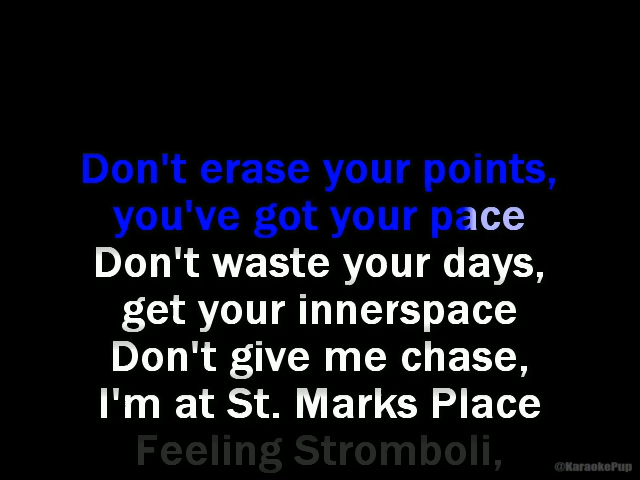 Don't erase your points,
you've got your pace
Don't waste your days,
get your innerspace
Don't give me chase,
I'm at St. Marks Place
Feeling Stromboli,
@KaraokePup